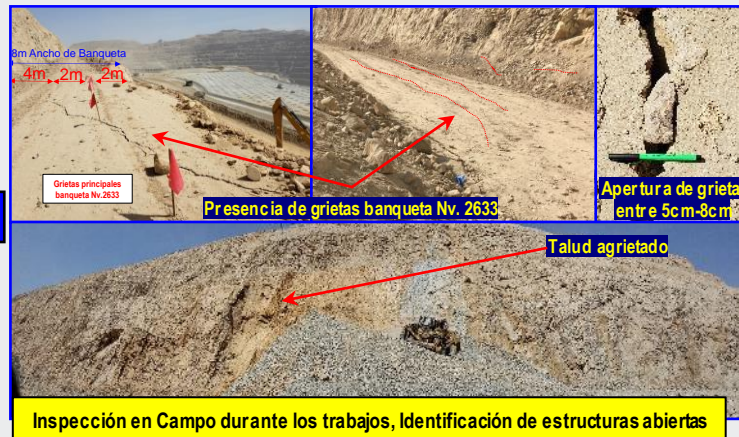 8m Ancho de Banqueta
4m 2m 2m
Grietas principales
banqueta Nv.2633
Presencia de grietas banqueta Nv. 2633
Apertura de grieta
entre 5cm-8cm
Talud agrietado
Inspección en Campo durante los trabajos, Identificación de estructuras abiertas